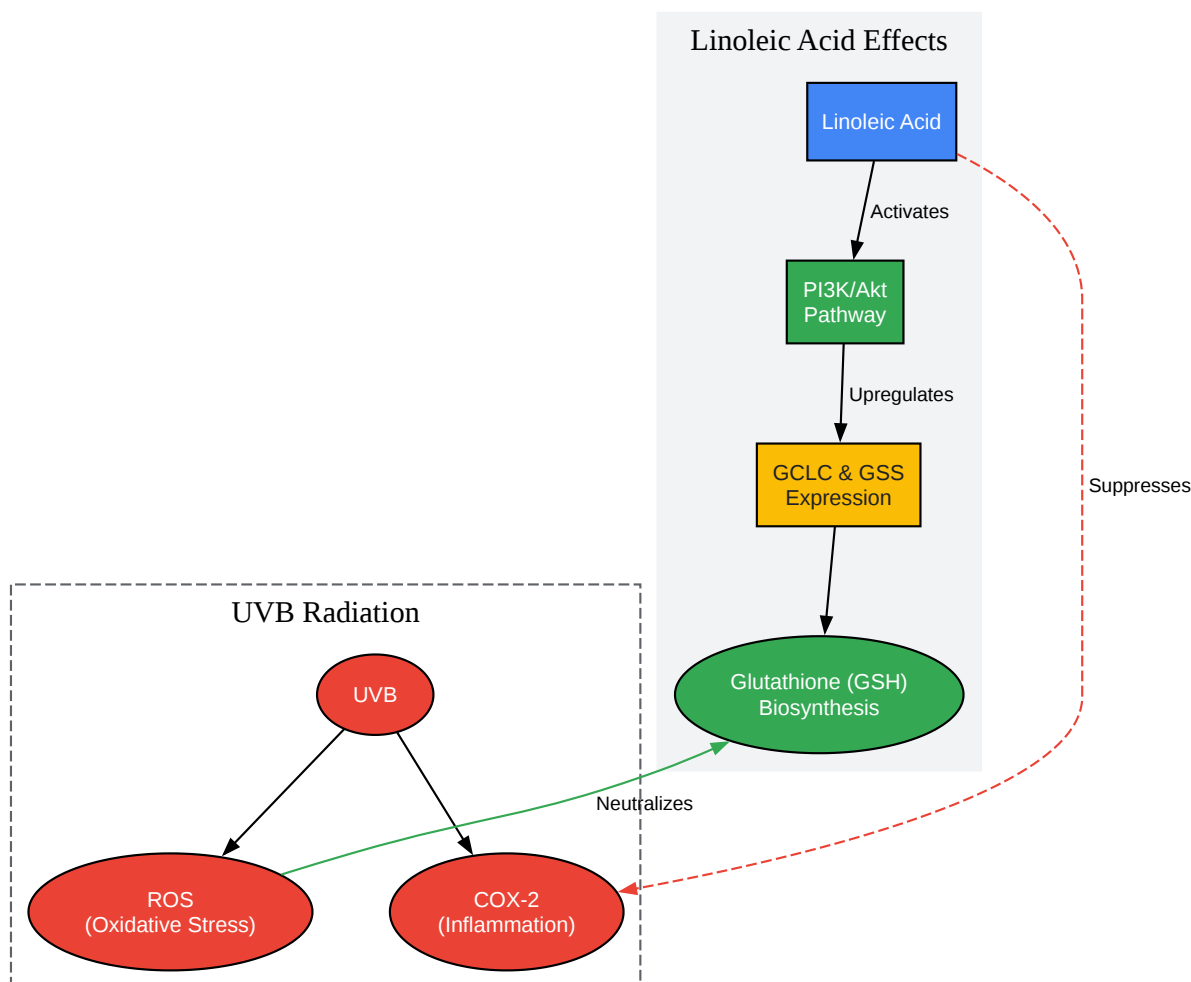 Linoleic Acid Effects
Linoleic Acid
Activates
PI3K/Akt
Pathway
Upregulates
GCLC & GSS
Expression
Suppresses
UVB Radiation
UVB
Glutathione (GSH)
Biosynthesis
Neutralizes
ROS
(Oxidative Stress)
COX-2
(Inflammation)